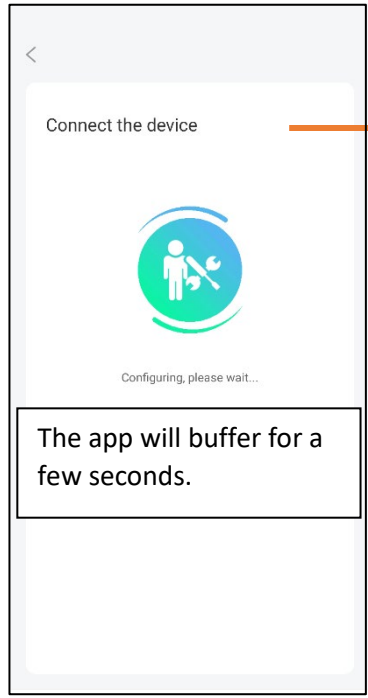 Connect the device
Configuring, please wait...
The app will buffer for a
few seconds.